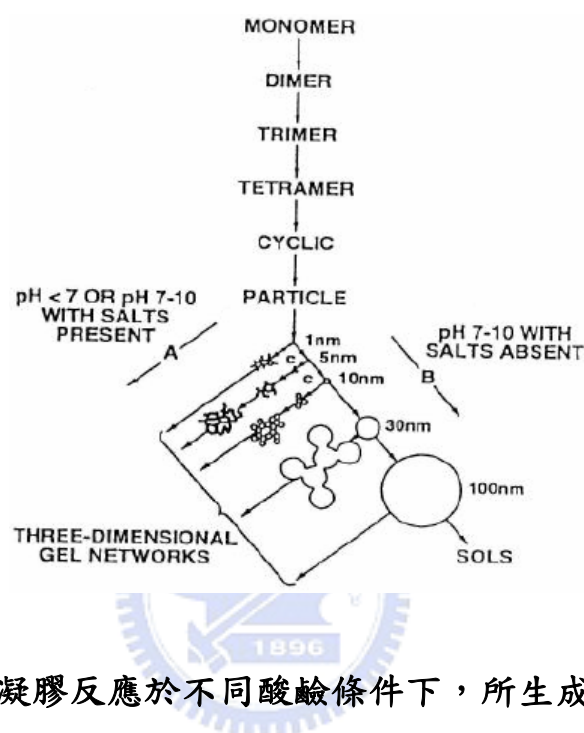 MONOMER
DIMER
TRIMER
TETRAMER
CYCLIC
PARTICLE
pH < 7 OR pH 7-10
WITH SALTS
PRESENT
A
pH 7-10 WITH
SALTS ABSENT
B
1nm
5nm
10nm
30nm
100nm
THREE-DIMENSIONAL
GEL NETWORKS
SOLS
1896
凝膠反應於不同酸鹼條件下，所生成